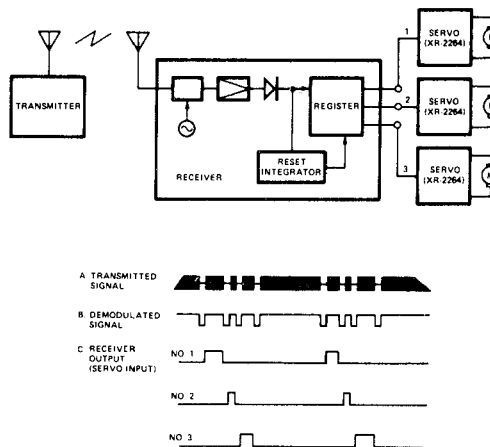 TRANSMITTER
RECEIVER
REGISTER
RESET
INTEGRATOR
1
SERVO
(XR-2264)
2
SERVO
(XR-2264)
3
SERVO
(XR-2264)
A TRANSMITTED
SIGNAL
B. DEMODULATED
SIGNAL
C RECEIVER
OUTPUT
(SERVO INPUT)
NO 1
NO 2
NO 3